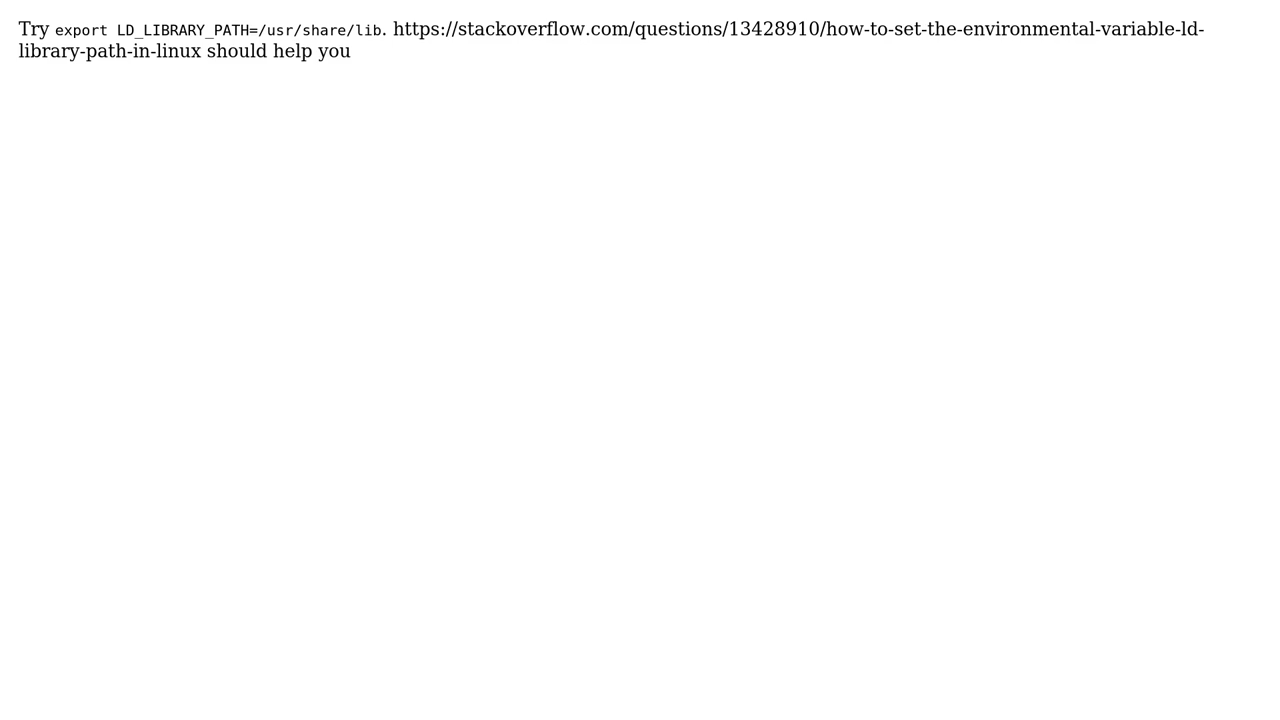 Try export LD_LIBRARY_PATH=/usr/share/lib. https://stackoverflow.com/questions/13428910/how-to-set-the-environmental-variable-ld-
library-path-in-linux should help you